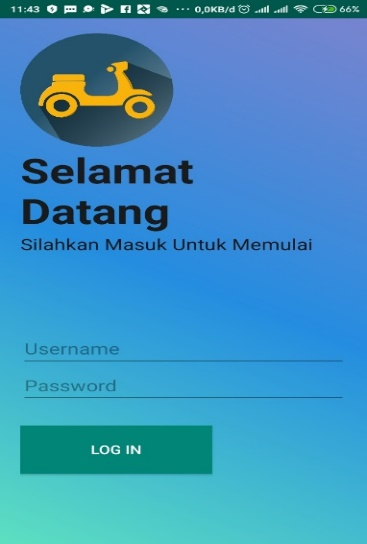 11:43 ... 0,0KB/d 66%
Selamat
Datang
Silahkan Masuk Untuk Memulai
Username
Password
LOG IN